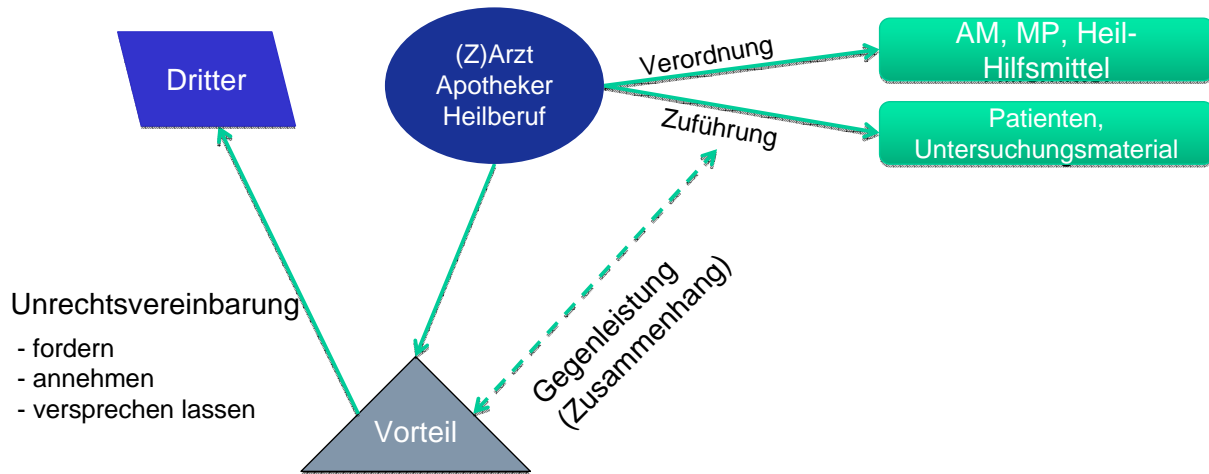 Dritter
(Z)Arzt
Apotheker
Heilberuf
Verordnung
Zuführung
AM, MP, Heil-
Hilfsmittel
Patienten,
Untersuchungsmaterial
Unrechtsvereinbarung
- fordern
- annehmen
- versprechen lassen
Vorteil
Gegenleistung
(Zusammenhang)